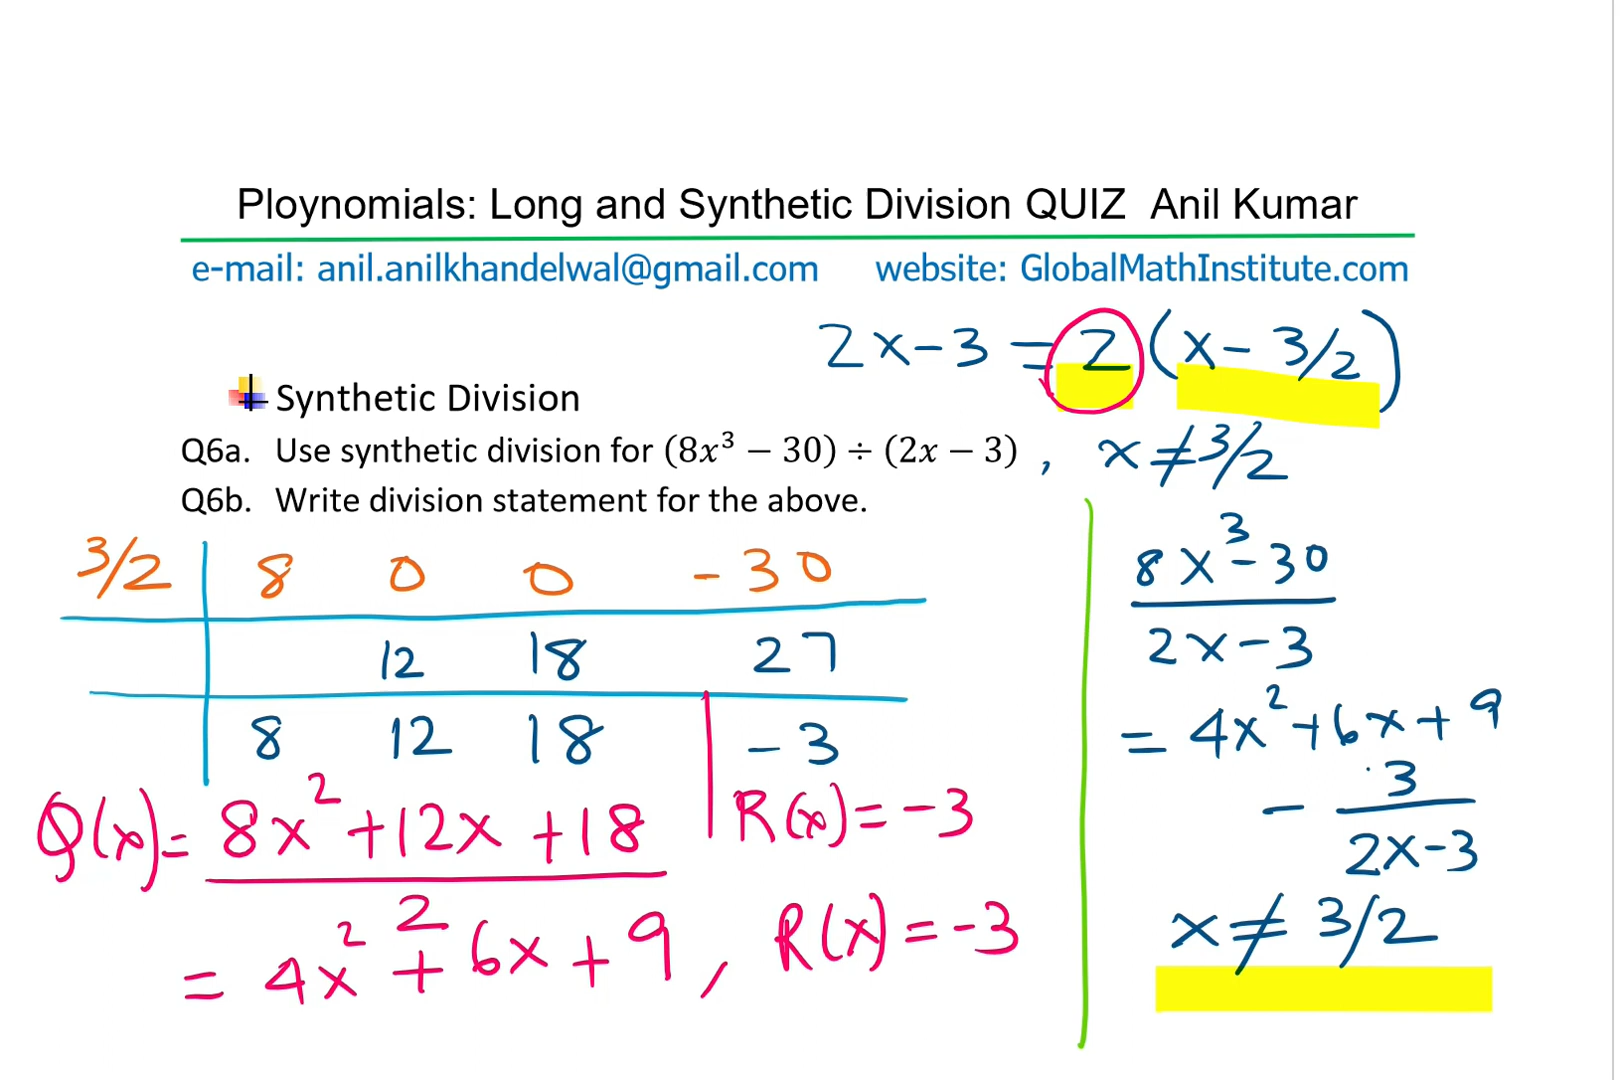 Ploynomials: Long and Synthetic Division QUIZ  Anil Kumar
e-mail: anil.anilkhandelwal@gmail.com website: GlobalMathInstitute.com
2x-3 = 2 (x - 3/2)
Synthetic Division
Q6a. Use synthetic division for (8x³ − 30) ÷ (2x − 3) , x ≠ 3/2
Q6b. Write division statement for the above.
3/2 8 0 0 -30
12 18 27
8 12 18 -3
Q(x) = 8x² +12x +18 R(x) = -3
2
= 4x² + 6x + 9 , R(x) = -3
8x³-30
2x-3
= 4x² + 6x + 9
- 3
2x-3
x ≠ 3/2